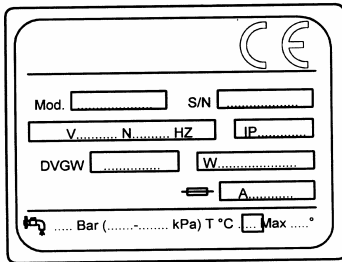 CE
Mod. ............... S/N ...............
V........... N......... HZ IP............
DVGW ............... W......................
A............
..... Bar (.......-........ kPa) T °C .... Max .....°